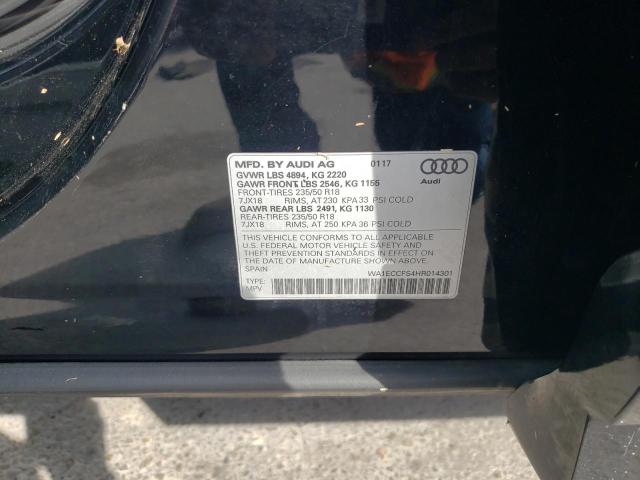 MFD. BY AUDI AG 01 17
GVWR LBS 4894, KG 2220
GAWR FRONT LBS 2546, KG 1155
FRONT-TIRES 235/50 R18
7JX18 RIMS, AT 230 KPA 33 PSI COLD
GAWR REAR LBS 2491, KG 1130
REAR-TIRES 235/50 R18
7JX18 RIMS, AT 250 KPA 36 PSI COLD
Audi
THIS VEHICLE CONFORMS TO ALL APPLICABLE
U.S. FEDERAL MOTOR VEHICLE SAFETY AND
THEFT PREVENTION STANDARDS IN EFFECT ON
THE DATE OF MANUFACTURE SHOWN ABOVE.
SPAIN
WA1ECCFS4HR014301
TYPE:
MPV